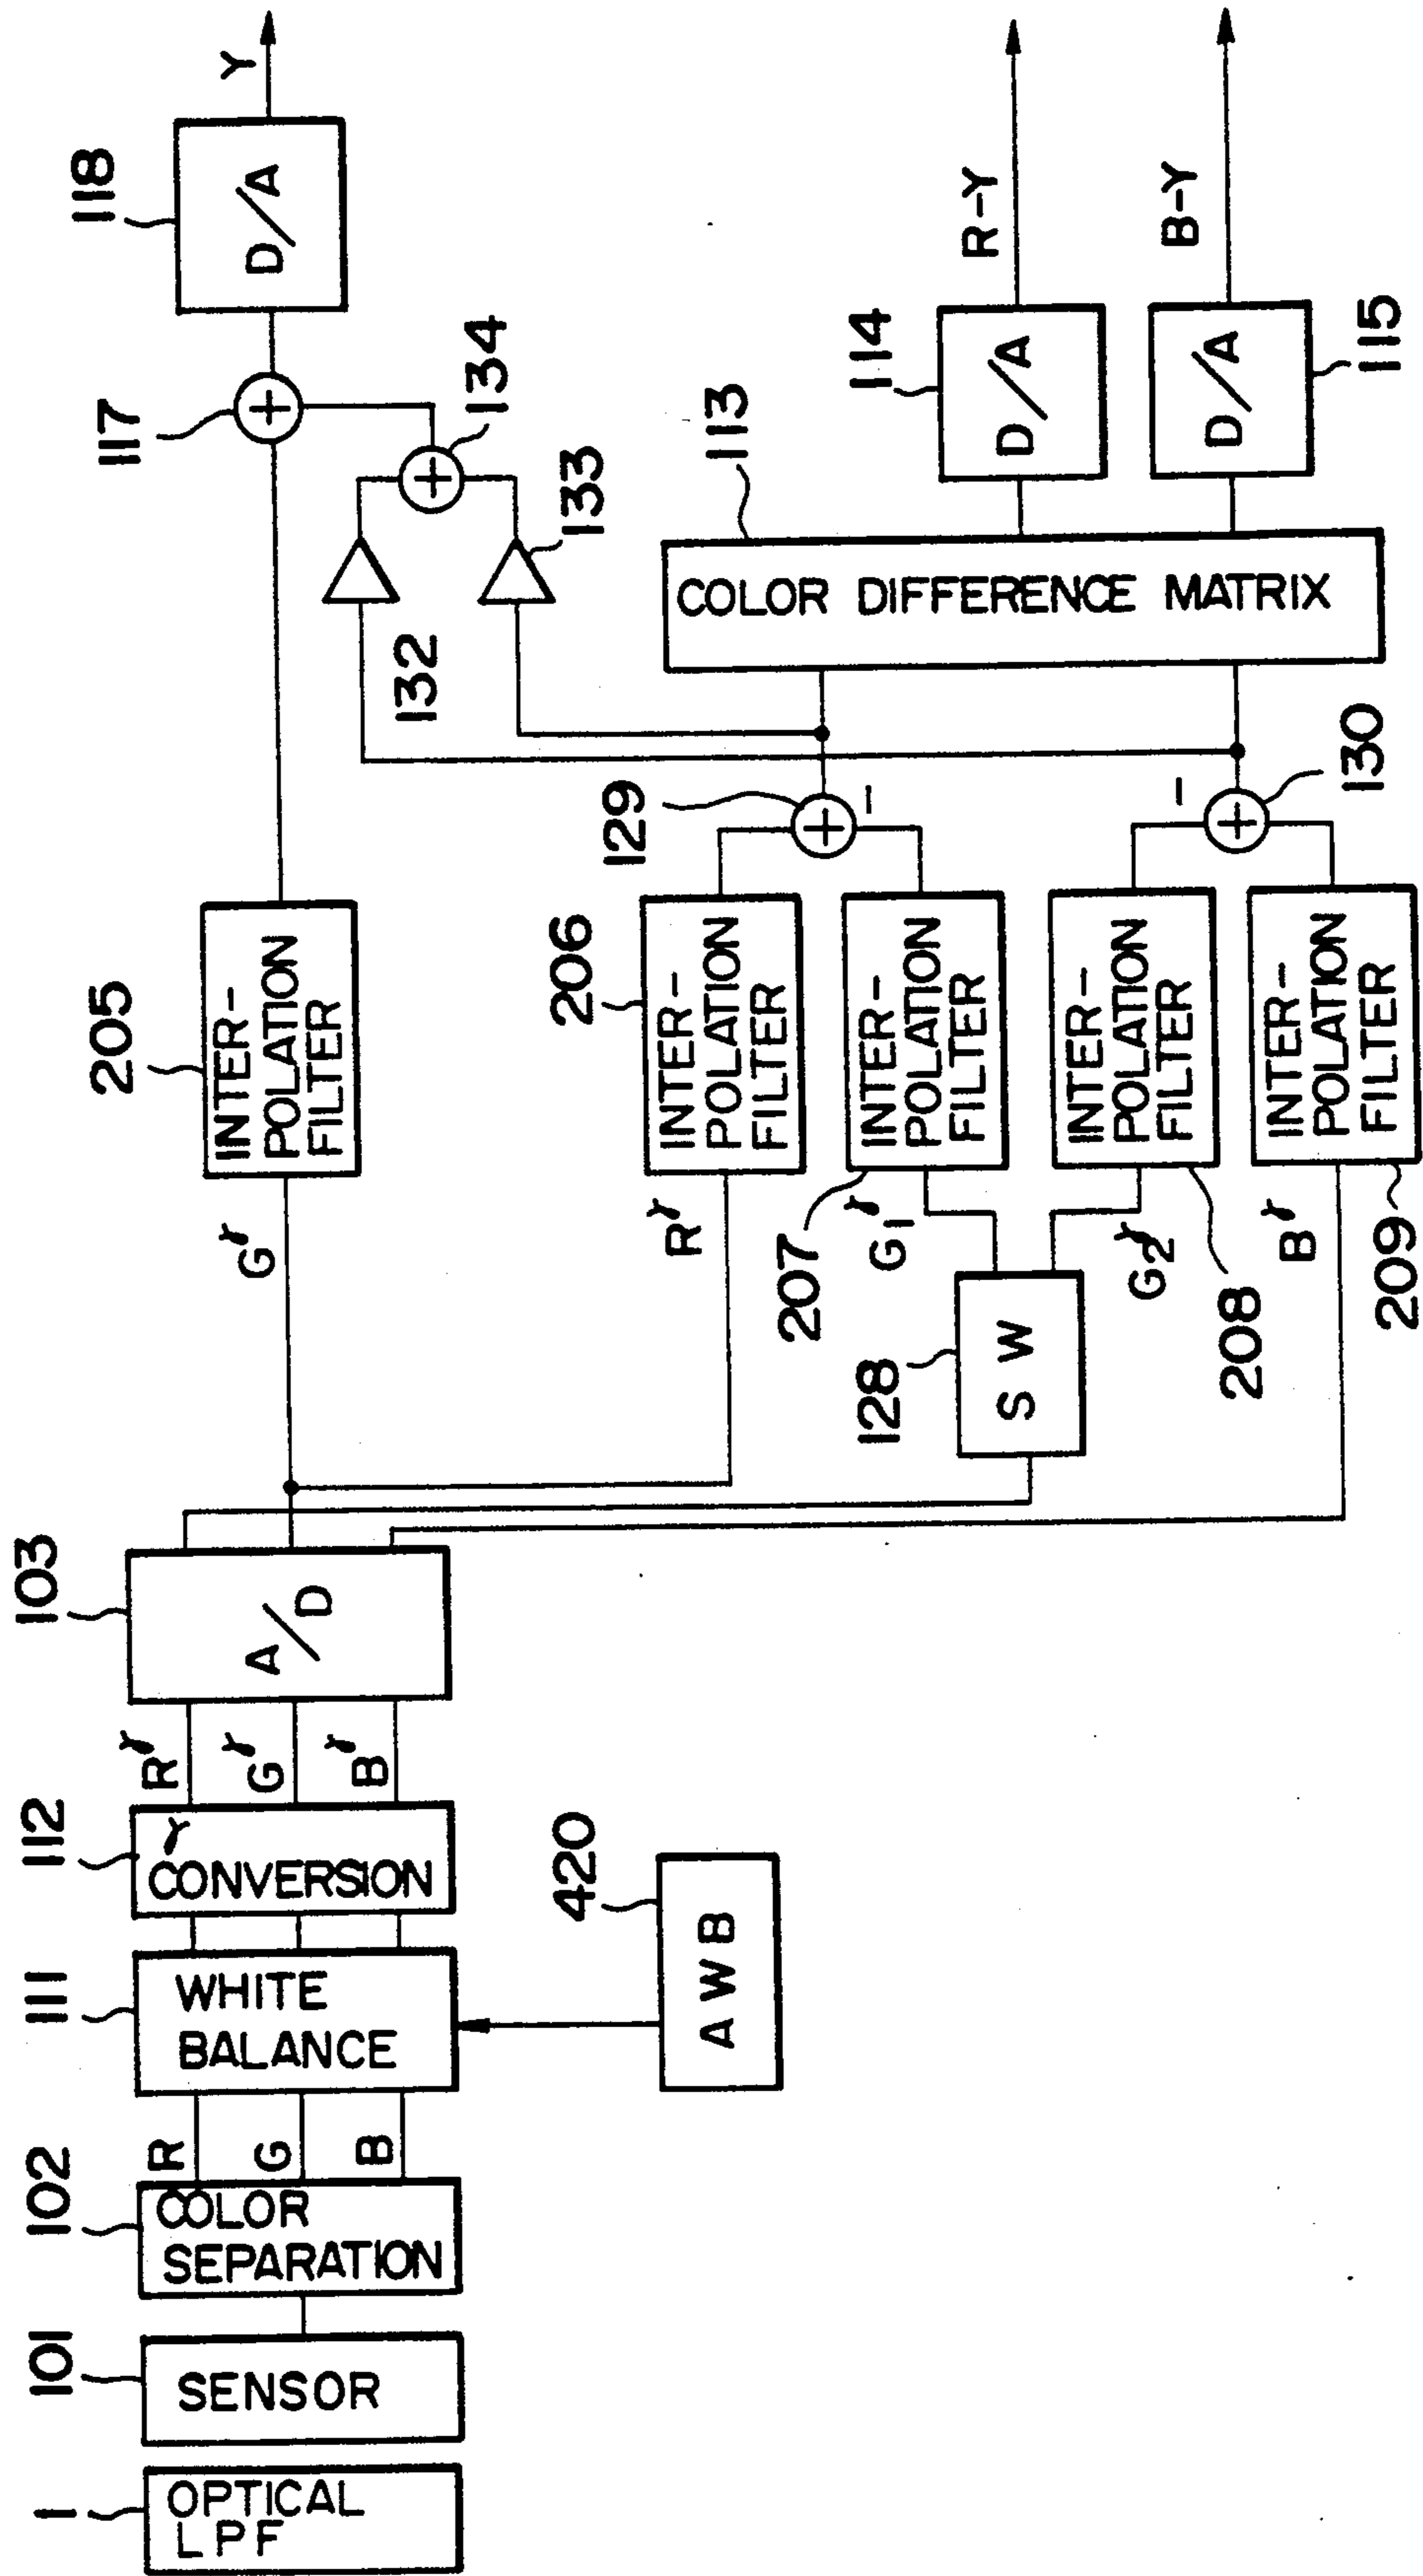 1
OPTICAL
LPF
101
SENSOR
102
COLOR
SEPARATION
R
G
B
111
WHITE
BALANCE
420
AWB
112
γ
CONVERSION
Rγ
Gγ
Bγ
103
A/D
Gγ
205
INTER-
POLATION
FILTER
117
118
D/A
Y
132
133
134
Rγ
206
INTER-
POLATION
FILTER
128
SW
G1γ
207
INTER-
POLATION
FILTER
129
−
G2γ
208
INTER-
POLATION
FILTER
Bγ
209
INTER-
POLATION
FILTER
−
130
113
COLOR DIFFERENCE MATRIX
114
D/A
R-Y
115
D/A
B-Y